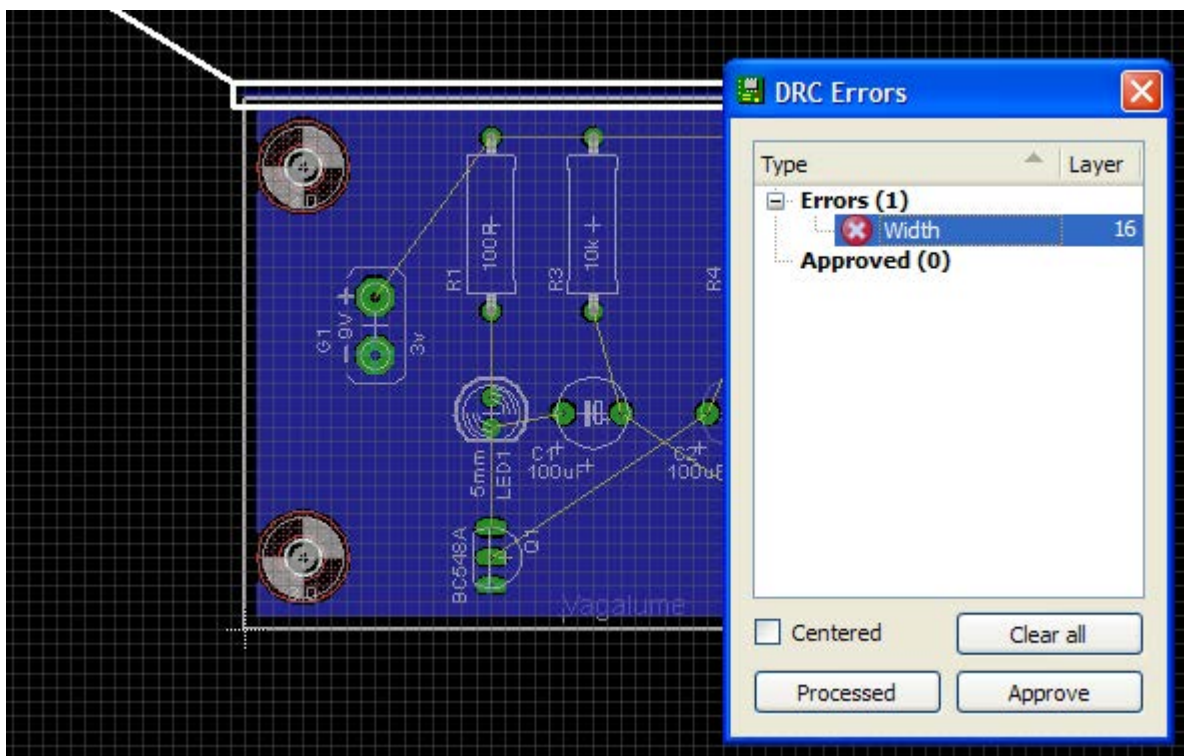 DRC Errors
Type Layer
Errors (1)
Width 16
Approved (0)
Centered
Clear all
Processed
Approve
R1
100R
R3
10k
R4
G1
+
9V
-
3v
5mm
LED1
C1
100uF
C2
100uF
BC548A
Q1
Vagalume